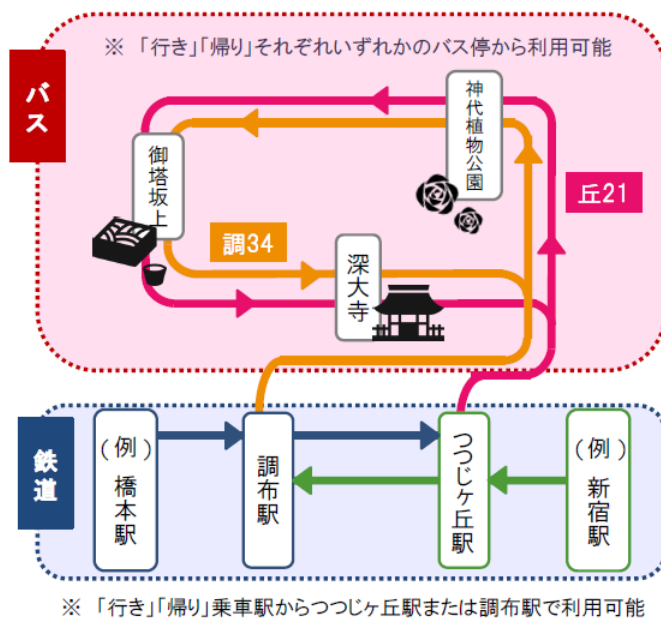 ※ 「行き」「帰り」それぞれいずれかのバス停から利用可能
バス
神代植物公園
御塔坂上
丘21
調34
深大寺
鉄道
(例)橋本駅
調布駅
つつじヶ丘駅
(例)新宿駅
※ 「行き」「帰り」乗車駅からつつじヶ丘駅または調布駅で利用可能